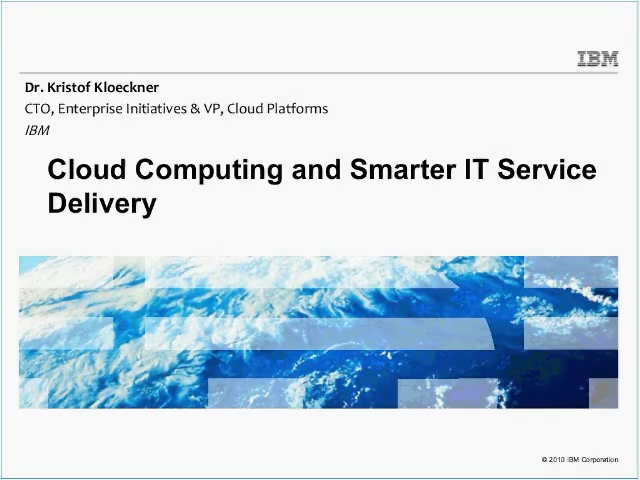 IBM
Dr. Kristof Kloeckner
CTO, Enterprise Initiatives & VP, Cloud Platforms
IBM
Cloud Computing and Smarter IT Service
Delivery
© 2010 IBM Corporation